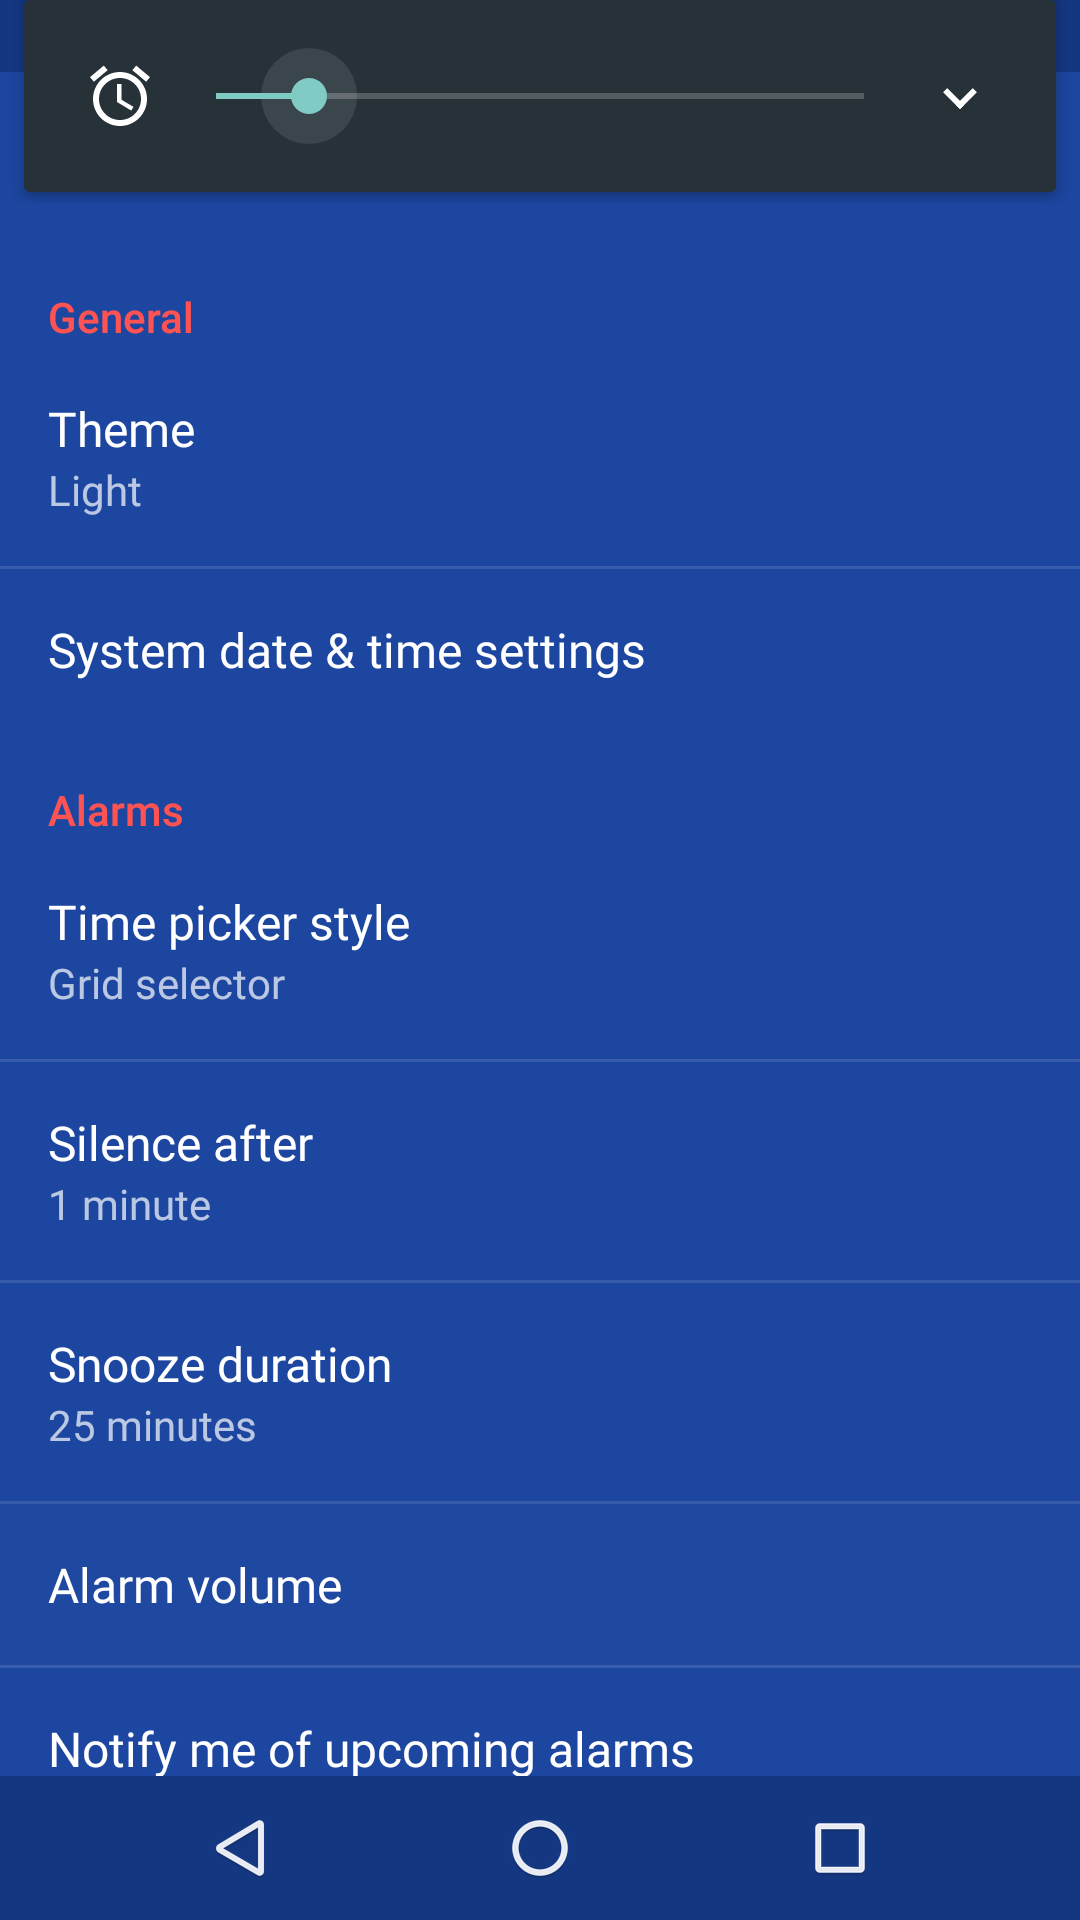 General
Theme
Light
System date & time settings
Alarms
Time picker style
Grid selector
Silence after
1 minute
Snooze duration
25 minutes
Alarm volume
Notify me of upcoming alarms